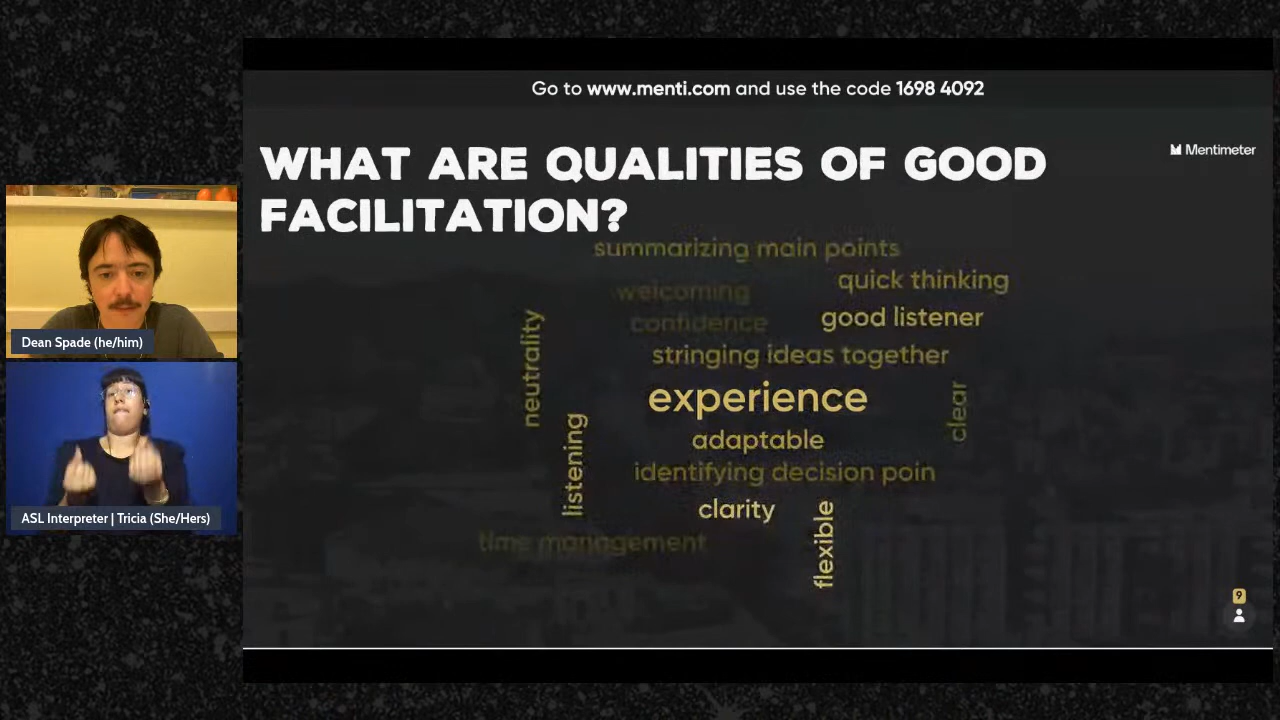 Go to www.menti.com and use the code 1698 4092
WHAT ARE QUALITIES OF GOOD
FACILITATION?
Mentimeter
summarizing main points
quick thinking
welcoming
confidence
good listener
neutrality
stringing ideas together
experience
clear
adaptable
listening
identifying decision poin
clarity
flexible
time management
9
Dean Spade (he/him)
ASL Interpreter | Tricia (She/Hers)